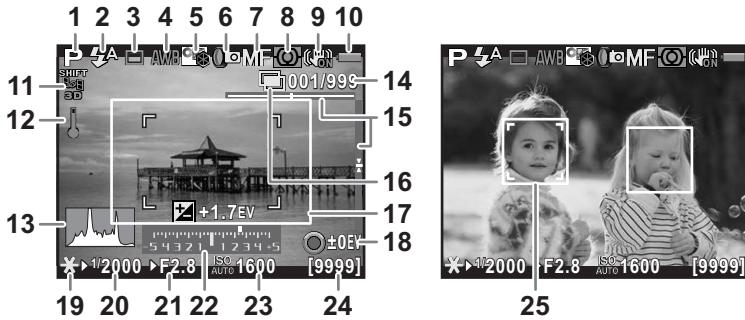 1 2 3 4 5 6 7 8 9 10
P A AWB MF ON
P A AWB MF ON
SHIFT
3D
11
12
001/999
14
15
16
17
+1.7EV
13
-5 4 3 2 1 1 2 3 4 +5
±0EV
18
1/2000 F2.8 ISO AUTO 1600 [9999]
1/2000 F2.8 ISO AUTO 1600 [9999]
19 20 21 22 23 24
25